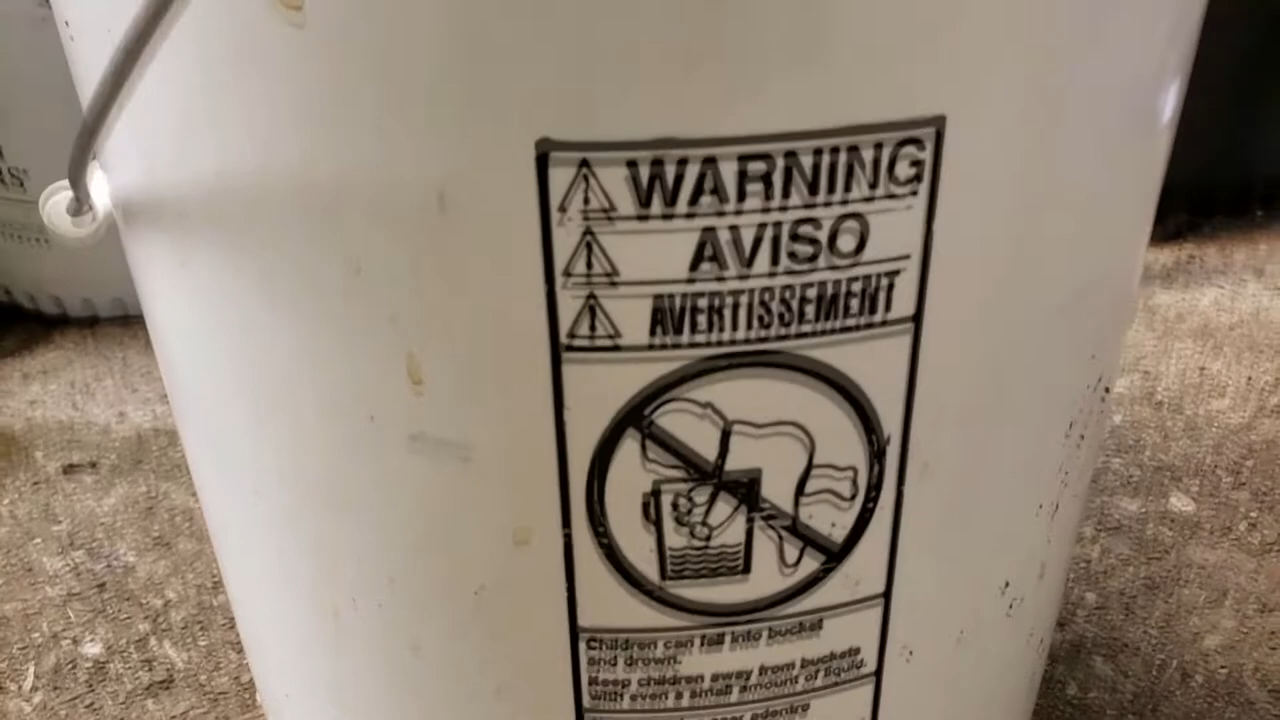 WARNING
AVISO
AVERTISSEMENT
Children can fall into bucket
and drown.
Keep children away from buckets
with even a small amount of liquid.
adentro